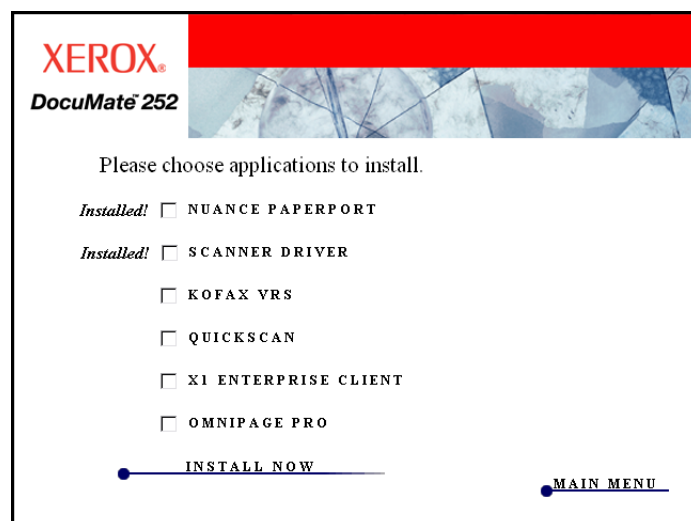 XEROX®
DocuMate™ 252
Please choose applications to install.
Installed! NUANCE PAPERPORT
Installed! SCANNER DRIVER
KOFAX VRS
QUICKSCAN
X1 ENTERPRISE CLIENT
OMNIPAGE PRO
INSTALL NOW
MAIN MENU